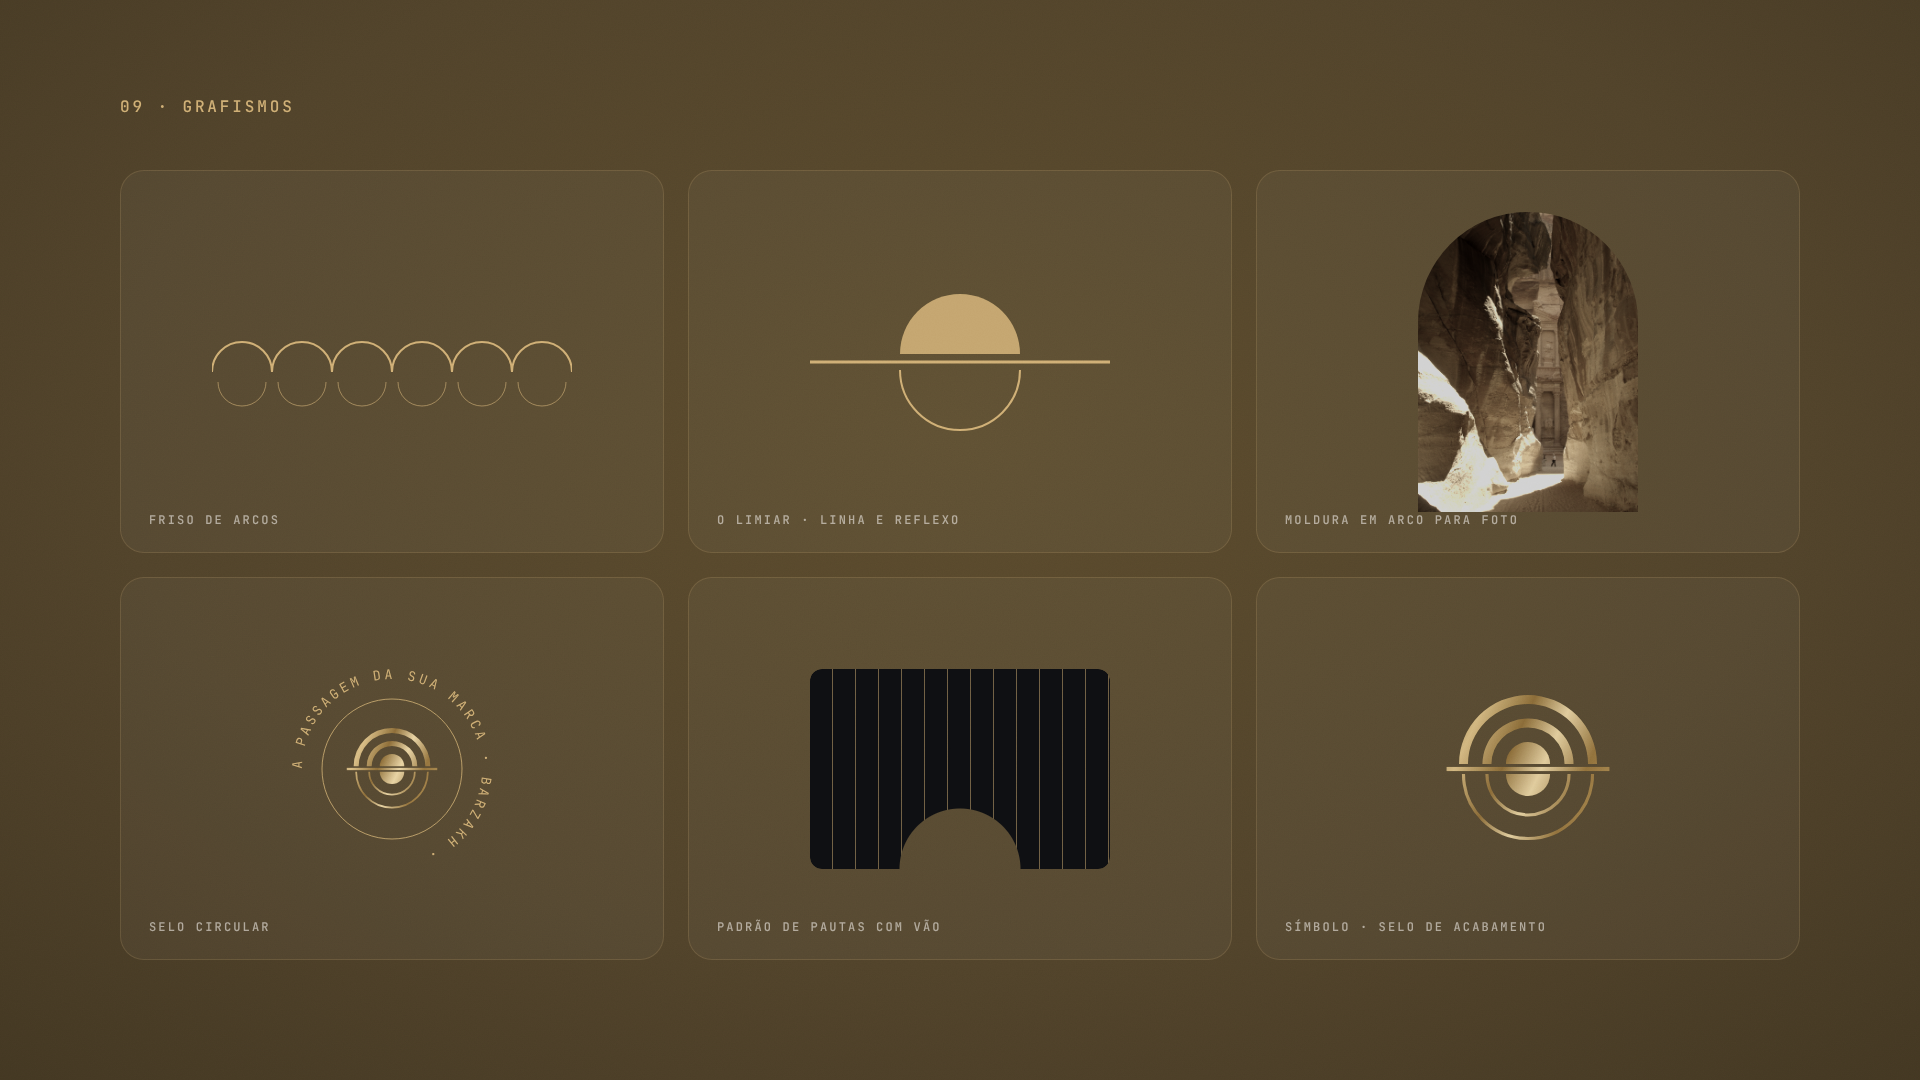 09 · GRAFISMOS
FRISO DE ARCOS
O LIMIAR · LINHA E REFLEXO
MOLDURA EM ARCO PARA FOTO
A PASSAGEM DA SUA MARCA · BARZAKH ·
SELO CIRCULAR
PADRÃO DE PAUTAS COM VÃO
SÍMBOLO · SELO DE ACABAMENTO